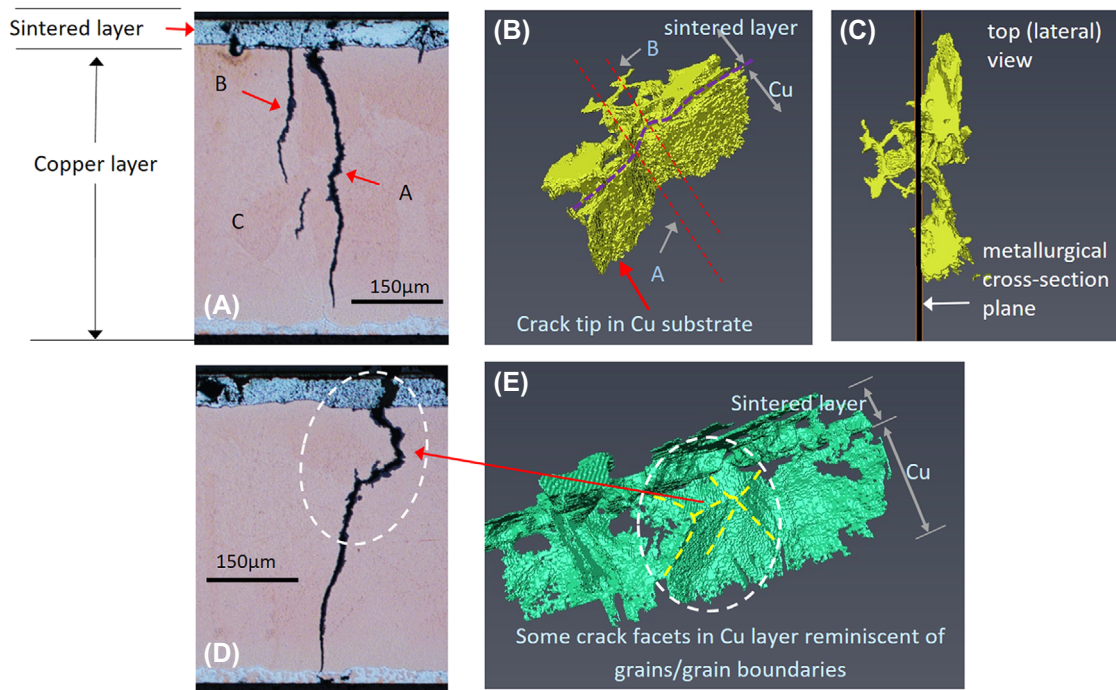 Sintered layer
Copper layer
B
A
C
150µm
(A)
(B)
sintered layer
B
Cu
A
Crack tip in Cu substrate
(C)
top (lateral)
view
metallurgical
cross-section
plane
150µm
(D)
(E)
Sintered layer
Cu
Some crack facets in Cu layer reminiscent of
grains/grain boundaries